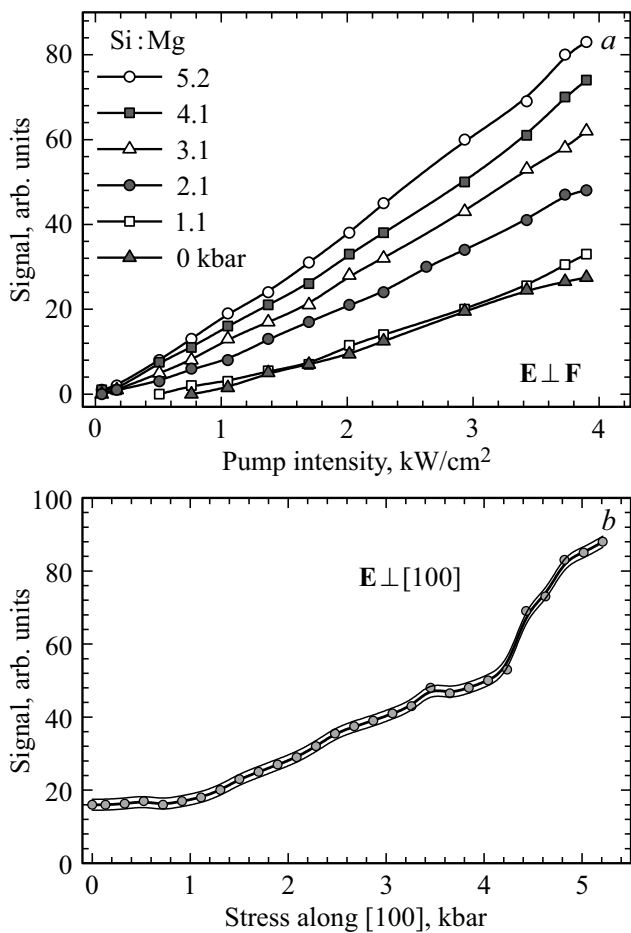 a
Si : Mg
5.2
4.1
3.1
2.1
1.1
0 kbar
E ⊥ F
80
60
40
20
0
Signal, arb. units
0 1 2 3 4
Pump intensity, kW/cm²
b
E ⊥ [100]
100
80
60
40
20
0
Signal, arb. units
0 1 2 3 4 5
Stress along [100], kbar